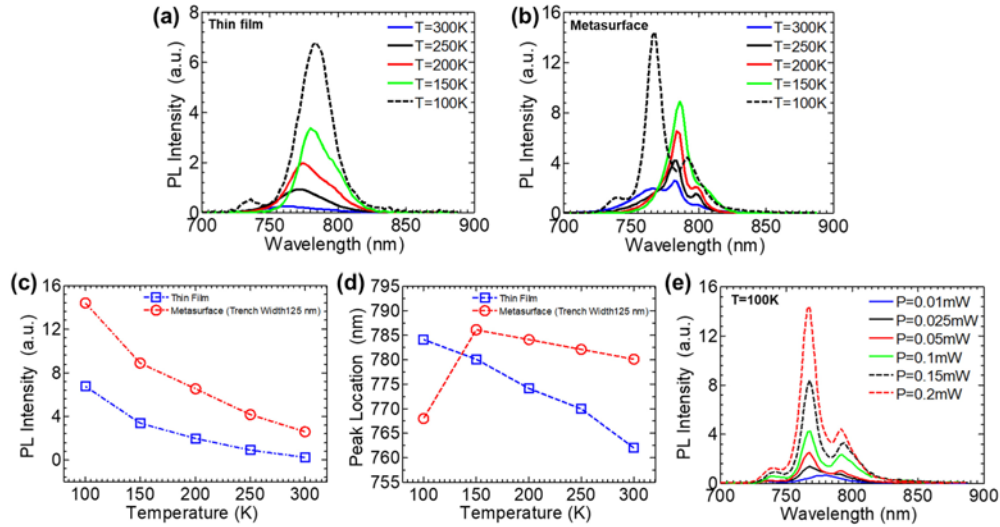 (a)
Thin film
T=300K
T=250K
T=200K
T=150K
T=100K
8
6
4
2
0
PL Intensity (a.u.)
700 750 800 850 900
Wavelength (nm)
(b)
Metasurface
T=300K
T=250K
T=200K
T=150K
T=100K
16
12
8
4
0
PL Intensity (a.u.)
700 750 800 850 900
Wavelength (nm)
(c)
Thin Film
Metasurface (Trench Width125 nm)
16
12
8
4
0
PL Intensity (a.u.)
100 150 200 250 300
Temperature (K)
(d)
Thin Film
Metasurface (Trench Width125 nm)
795
790
785
780
775
770
765
760
Peak Location (nm)
100 150 200 250 300
Temperature (K)
(e)
T=100K
P=0.01mW
P=0.025mW
P=0.05mW
P=0.1mW
P=0.15mW
P=0.2mW
16
12
8
4
0
PL Intensity (a.u.)
700 750 800 850 900
Wavelength (nm)